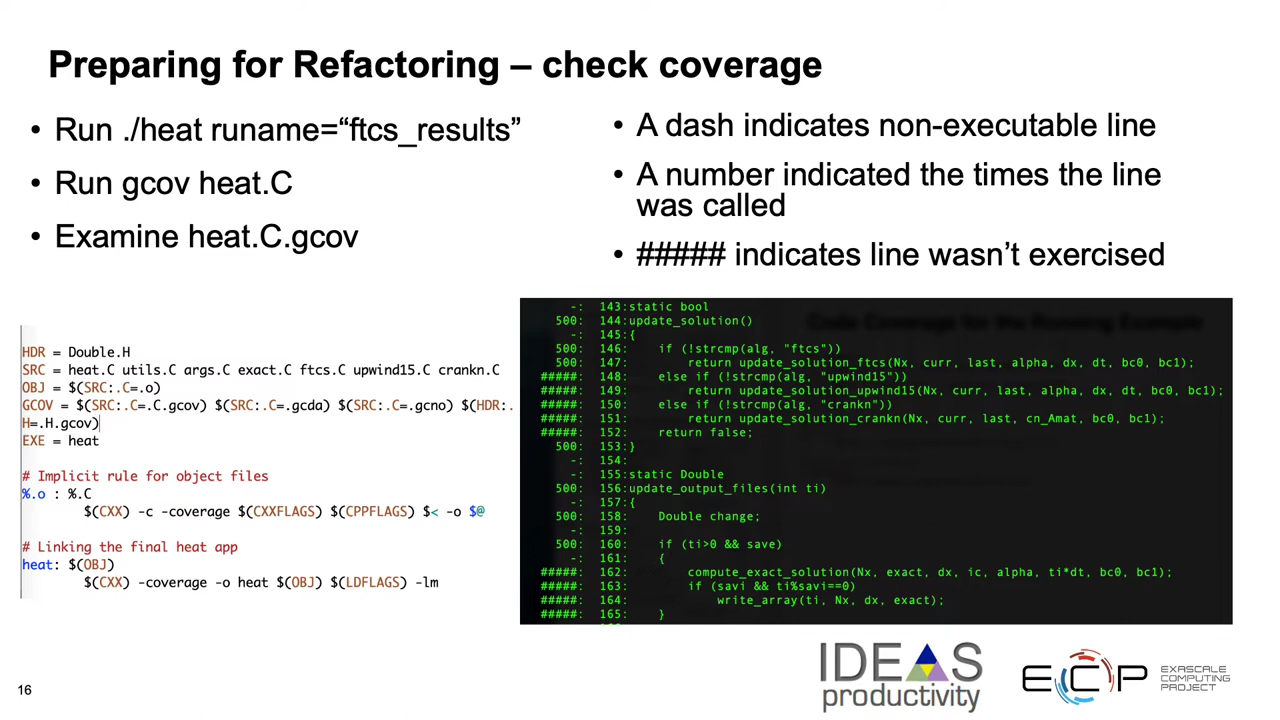 Preparing for Refactoring – check coverage
• Run ./heat runame=“ftcs_results”
• Run gcov heat.C
• Examine heat.C.gcov
• A dash indicates non-executable line
• A number indicated the times the line
was called
• ##### indicates line wasn’t exercised
HDR = Double.H
SRC = heat.C utils.C args.C exact.C ftcs.C upwind15.C crankn.C
OBJ = $(SRC:.C=.o)
GCOV = $(SRC:.C=.C.gcov) $(SRC:.C=.gcda) $(SRC:.C=.gcno) $(HDR:.
H=.H.gcov)
EXE = heat
# Implicit rule for object files
%.o : %.C
$(CXX) -c -coverage $(CXXFLAGS) $(CPPFLAGS) $< -o $@
# Linking the final heat app
heat: $(OBJ)
$(CXX) -coverage -o heat $(OBJ) $(LDFLAGS) -lm
-: 143:static bool
500: 144:update_solution()
-: 145:{
500: 146: if (!strcmp(alg, "ftcs"))
500: 147: return update_solution_ftcs(Nx, curr, last, alpha, dx, dt, bc0, bc1);
#####: 148: else if (!strcmp(alg, "upwind15"))
#####: 149: return update_solution_upwind15(Nx, curr, last, alpha, dx, dt, bc0, bc1);
#####: 150: else if (!strcmp(alg, "crankn"))
#####: 151: return update_solution_crankn(Nx, curr, last, cn_Amat, bc0, bc1);
#####: 152: return false;
500: 153:}
-: 154:
-: 155:static Double
500: 156:update_output_files(int ti)
-: 157:{
500: 158: Double change;
-: 159:
500: 160: if (ti>0 && save)
-: 161: {
#####: 162: compute_exact_solution(Nx, exact, dx, ic, alpha, ti*dt, bc0, bc1);
#####: 163: if (savi && ti%savi==0)
#####: 164: write_array(ti, Nx, dx, exact);
#####: 165: }
16
IDEAS
productivity
ECP
EXASCALE
COMPUTING
PROJECT